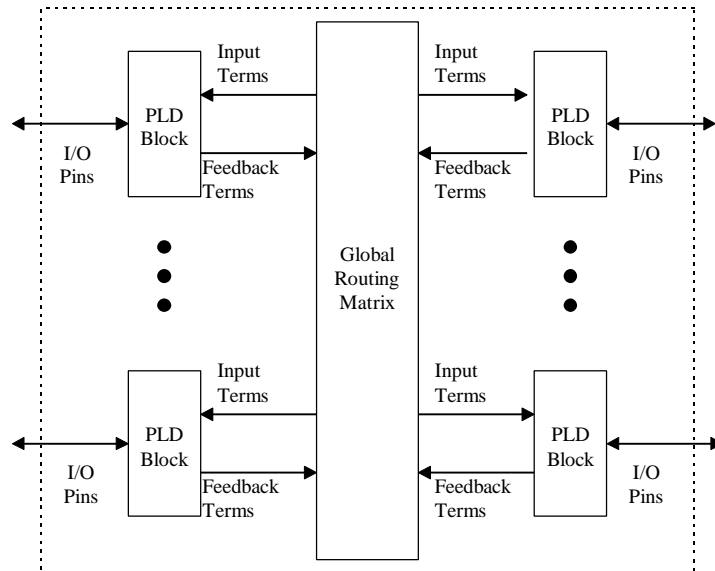 Input
Terms
Input
Terms
PLD
Block
PLD
Block
I/O
Pins
Feedback
Terms
Feedback
Terms
I/O
Pins
Global
Routing
Matrix
Input
Terms
Input
Terms
PLD
Block
PLD
Block
I/O
Pins
Feedback
Terms
Feedback
Terms
I/O
Pins